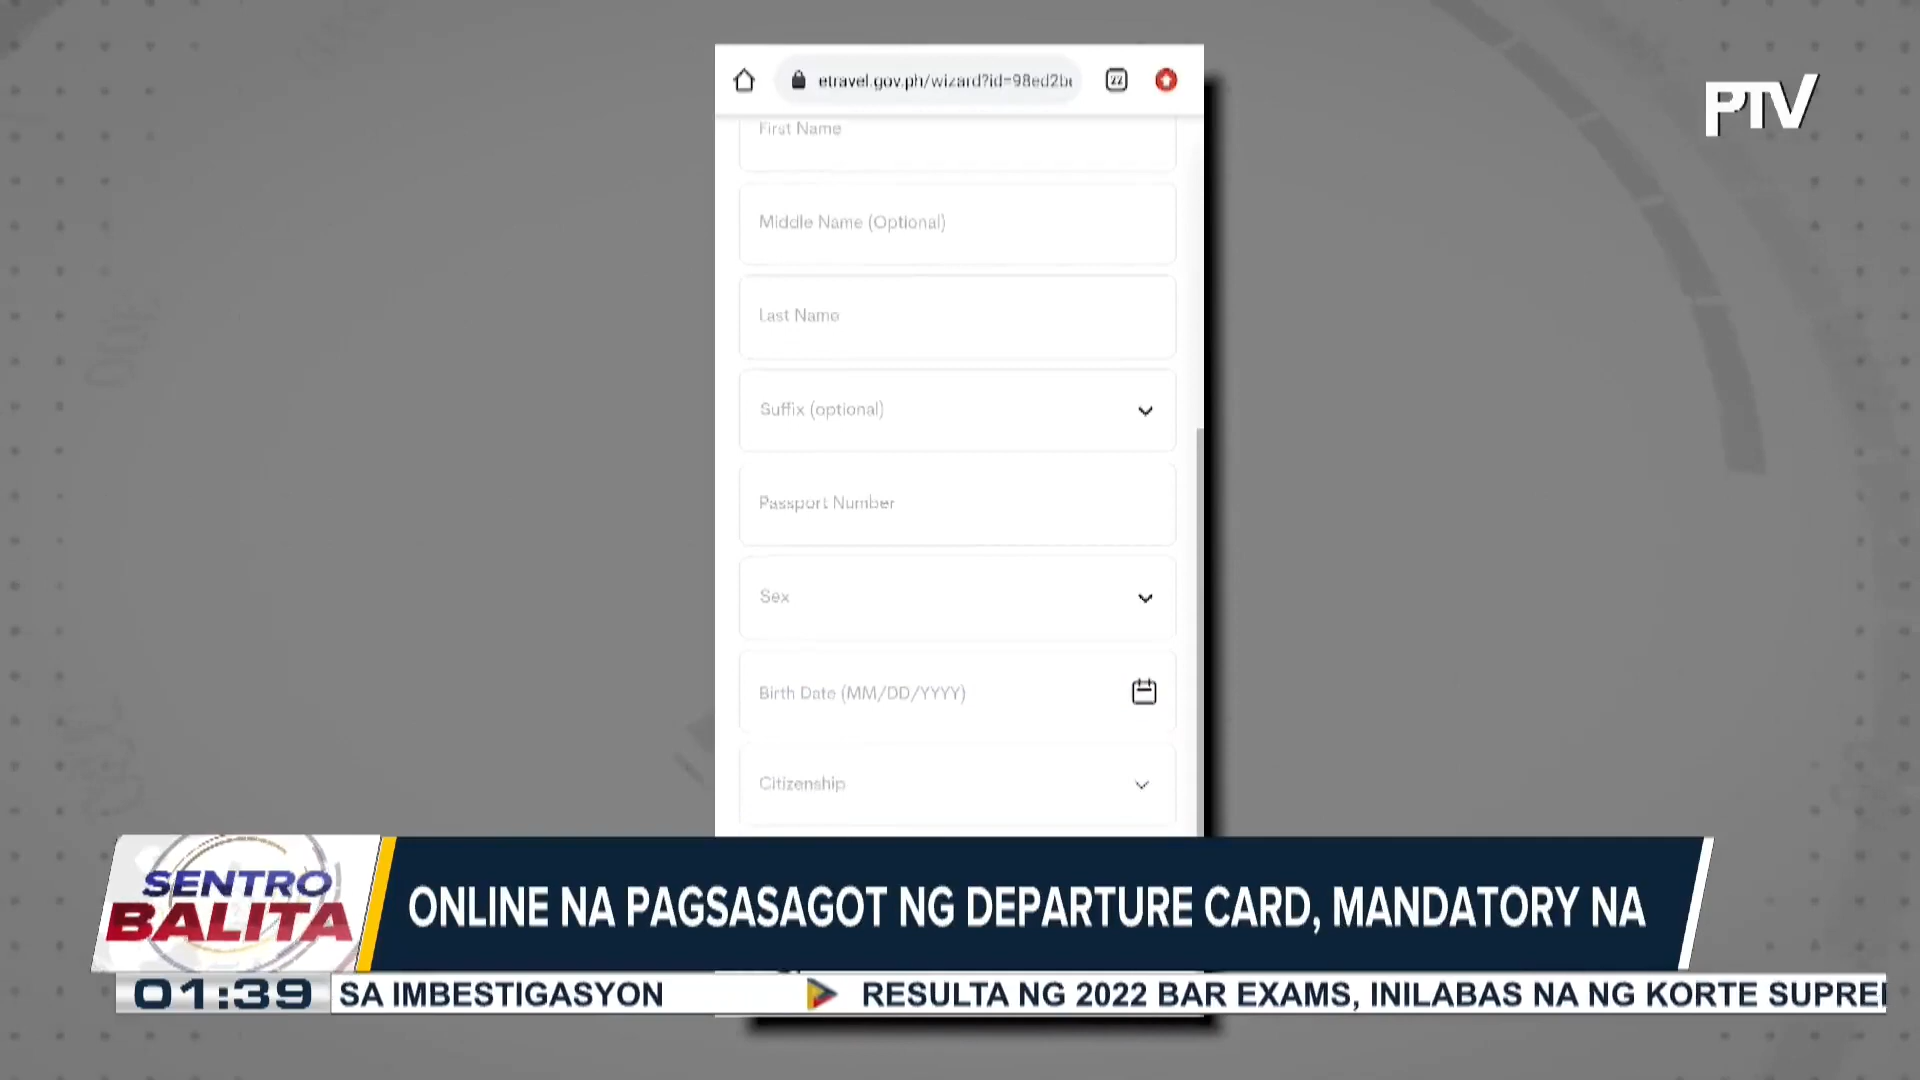 etravel.gov.ph/wizard?id=98ed2b
22
PTV
First Name
Middle Name (Optional)
Last Name
Suffix (optional)
Passport Number
Sex
Birth Date (MM/DD/YYYY)
Citizenship
SENTRO
BALITA
ONLINE NA PAGSASAGOT NG DEPARTURE CARD, MANDATORY NA
01:39
SA IMBESTIGASYON RESULTA NG 2022 BAR EXAMS, INILABAS NA NG KORTE SUPRE